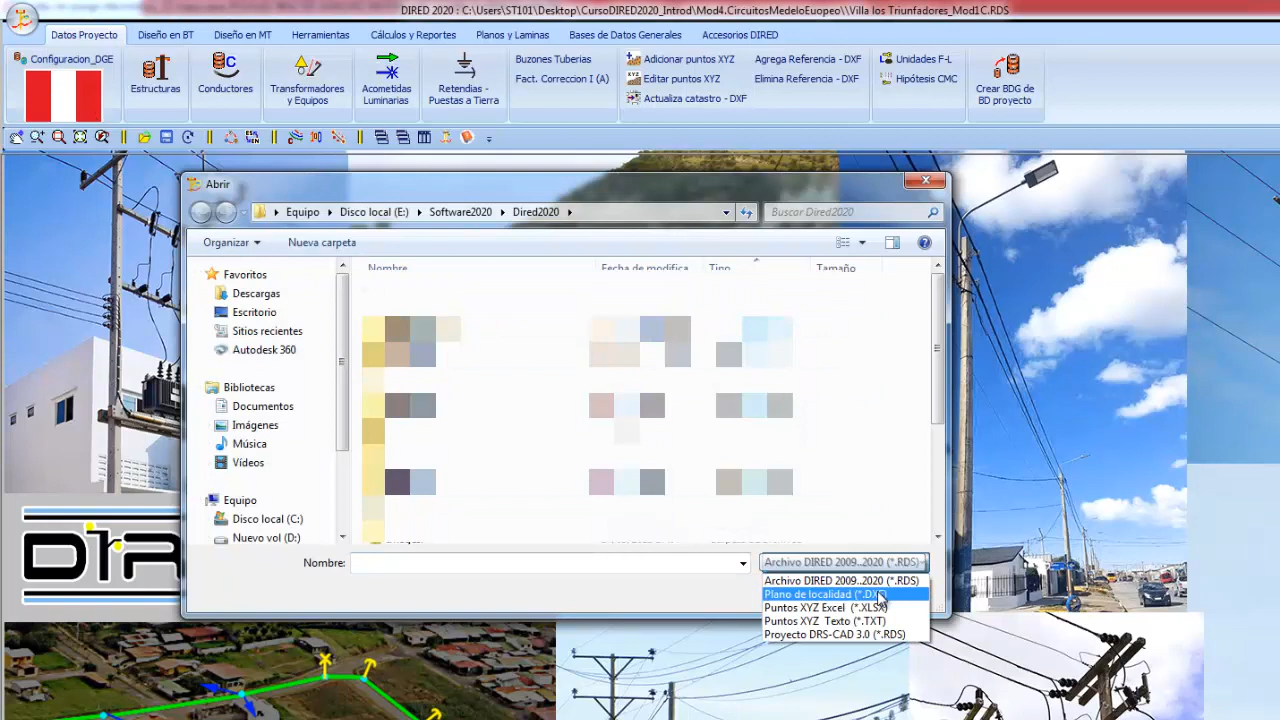 DIRED 2020 - C:\Users\ST101\Desktop\CursoDIRED2020_Introd\Mod4.CircuitosMecdeoEuopeo\\Villa los Triunfadores_Mod1C.RDS
Datos Proyecto Diseño en BT Diseño en MT Herramientas Cálculos y Reportes Planos y Laminas Bases de Datos Generales Accesorios DIRED
Configuracion_DGE
Estructuras
Conductores
Transformadores
y Equipos
Acometidas
Luminarias
Retendias -
Puestas a Tierra
Buzones Tuberias
Fact. Correccion I (A)
Adicionar puntos XYZ
Editar puntos XYZ
Actualiza catastro - DXF
Agrega Referencia - DXF
Elimina Referencia - DXF
Unidades F-L
Hipótesis CMC
Crear BDG de
BD proyecto
Abrir
Equipo Disco local (E:) Software2020 Dired2020
Buscar Dired2020
Organizar Nueva carpeta
Nombre Fecha de modifica... Tipo Tamaño
Favoritos
Descargas
Escritorio
Sitios recientes
Autodesk 360
Bibliotecas
Documentos
Imágenes
Música
Vídeos
Equipo
Disco local (C:)
Nuevo vol (D:)
Nombre:
Archivo DIRED 2009..2020 (*.RDS)
Archivo DIRED 2009..2020 (*.RDS)
Plano de localidad (*.DXF)
Puntos XYZ Excel (*.XLSX)
Puntos XYZ Texto (*.TXT)
Proyecto DRS-CAD 3.0 (*.RDS)